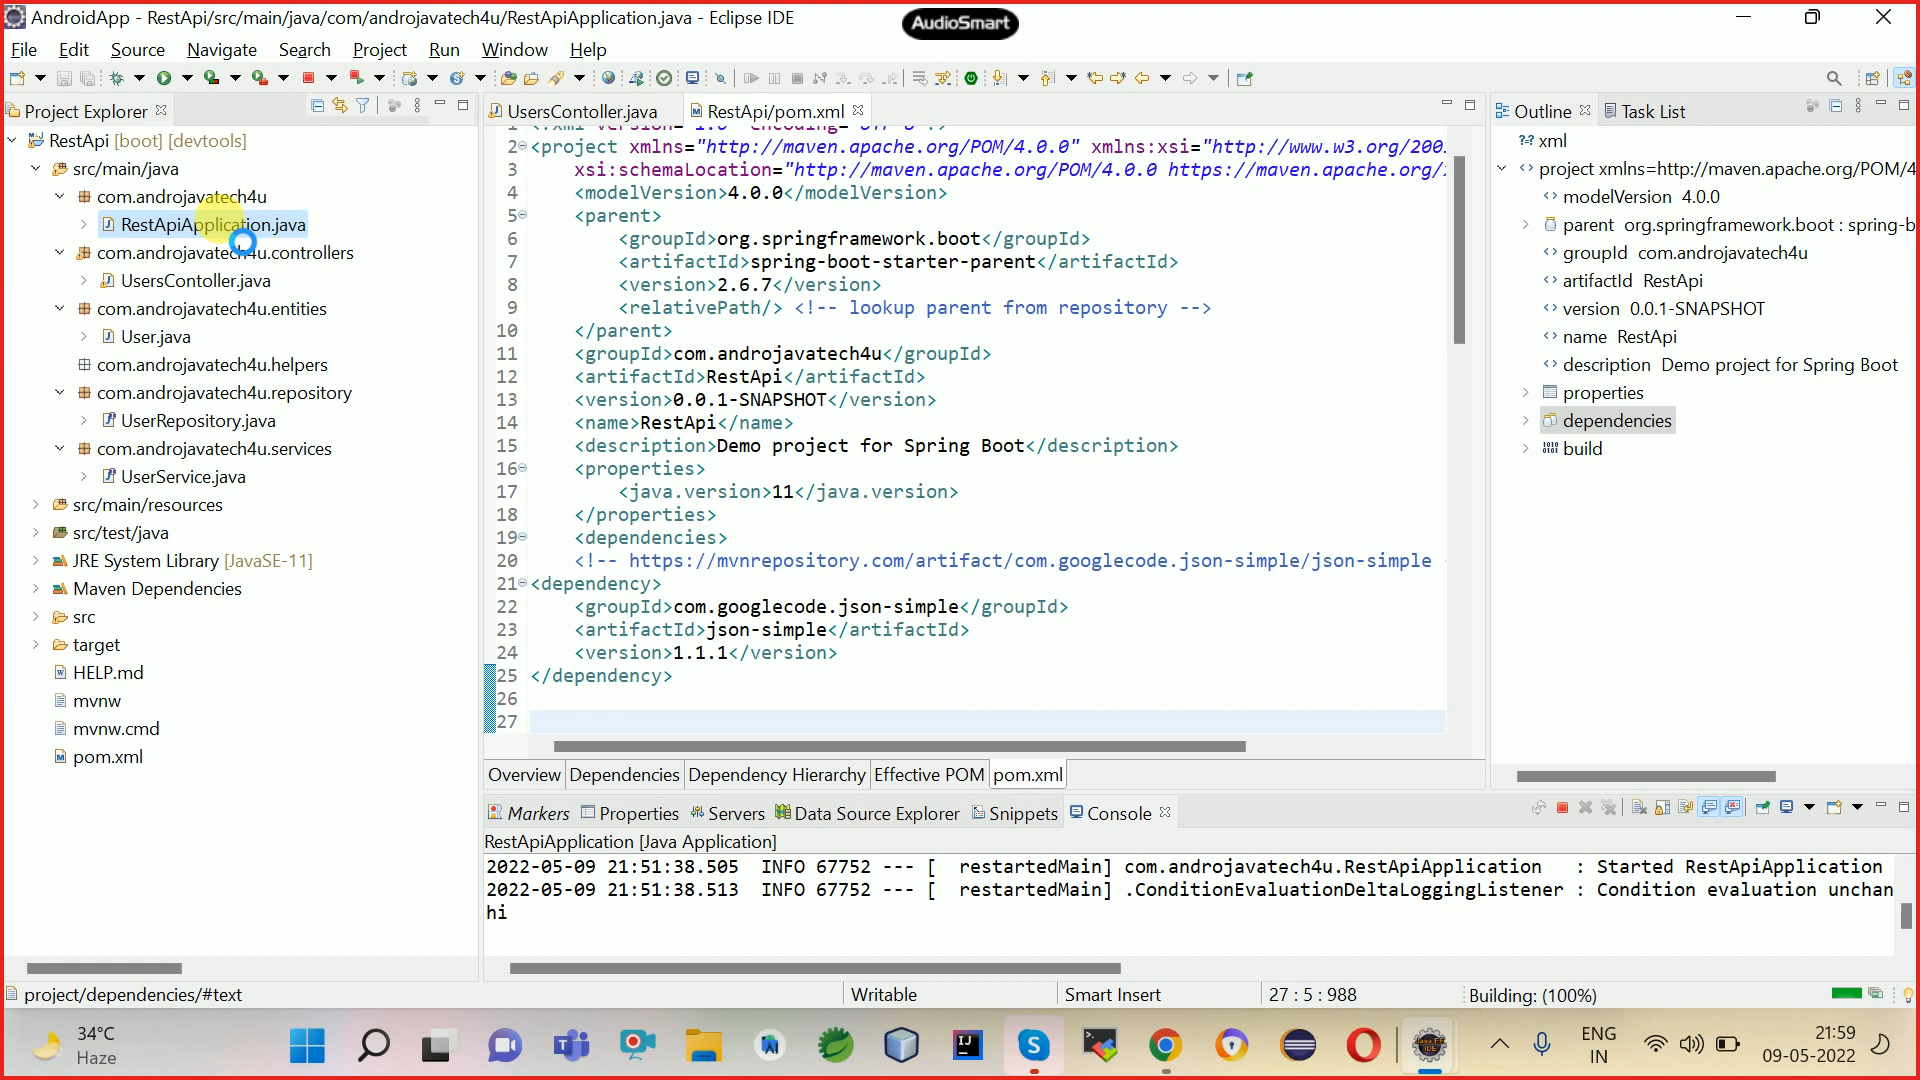 AndroidApp - RestApi/src/main/java/com/androjavatech4u/RestApiApplication.java - Eclipse IDE
AudioSmart
File Edit Source Navigate Search Project Run Window Help
Project Explorer
RestApi [boot] [devtools]
src/main/java
com.androjavatech4u
RestApiApplication.java
com.androjavatech4u.controllers
UsersContoller.java
com.androjavatech4u.entities
User.java
com.androjavatech4u.helpers
com.androjavatech4u.repository
UserRepository.java
com.androjavatech4u.services
UserService.java
src/main/resources
src/test/java
JRE System Library [JavaSE-11]
Maven Dependencies
src
target
HELP.md
mvnw
mvnw.cmd
pom.xml
UsersContoller.java RestApi/pom.xml
2 <project xmlns="http://maven.apache.org/POM/4.0.0" xmlns:xsi="http://www.w3.org/200
3 xsi:schemaLocation="http://maven.apache.org/POM/4.0.0 https://maven.apache.org/
4 <modelVersion>4.0.0</modelVersion>
5 <parent>
6 <groupId>org.springframework.boot</groupId>
7 <artifactId>spring-boot-starter-parent</artifactId>
8 <version>2.6.7</version>
9 <relativePath/> <!-- lookup parent from repository -->
10 </parent>
11 <groupId>com.androjavatech4u</groupId>
12 <artifactId>RestApi</artifactId>
13 <version>0.0.1-SNAPSHOT</version>
14 <name>RestApi</name>
15 <description>Demo project for Spring Boot</description>
16 <properties>
17 <java.version>11</java.version>
18 </properties>
19 <dependencies>
20 <!-- https://mvnrepository.com/artifact/com.googlecode.json-simple/json-simple
21 <dependency>
22 <groupId>com.googlecode.json-simple</groupId>
23 <artifactId>json-simple</artifactId>
24 <version>1.1.1</version>
25 </dependency>
26
27
Overview Dependencies Dependency Hierarchy Effective POM pom.xml
Outline Task List
xml
project xmlns=http://maven.apache.org/POM/4
modelVersion 4.0.0
parent org.springframework.boot : spring-b
groupId com.androjavatech4u
artifactId RestApi
version 0.0.1-SNAPSHOT
name RestApi
description Demo project for Spring Boot
properties
dependencies
build
Markers Properties Servers Data Source Explorer Snippets Console
RestApiApplication [Java Application]
2022-05-09 21:51:38.505 INFO 67752 --- [ restartedMain] com.androjavatech4u.RestApiApplication : Started RestApiApplication
2022-05-09 21:51:38.513 INFO 67752 --- [ restartedMain] .ConditionEvaluationDeltaLoggingListener : Condition evaluation unchan
hi
project/dependencies/#text Writable Smart Insert 27 : 5 : 988 Building: (100%)
34°C
Haze
ENG
IN
21:59
09-05-2022